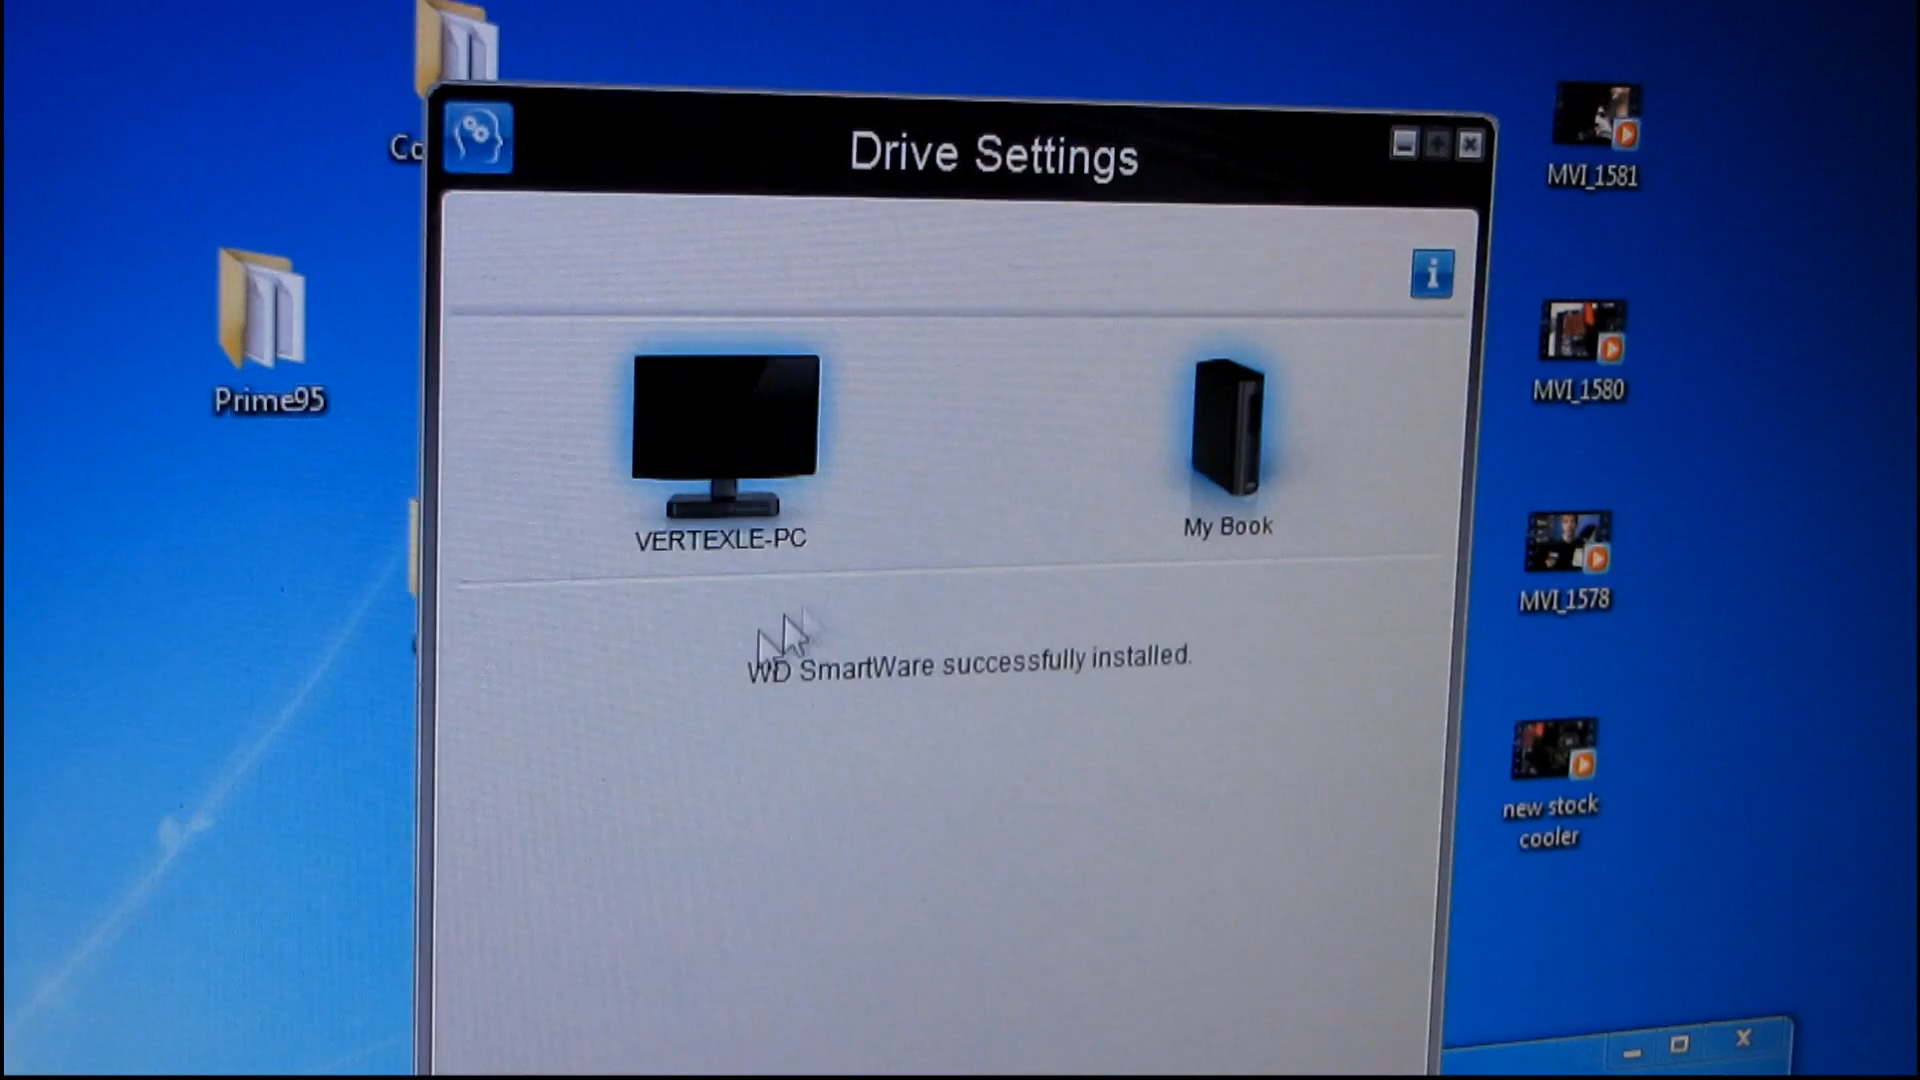 Drive Settings
MVI_1581
Prime95
MVI_1580
VERTEXLE-PC
My Book
MVI_1578
WD SmartWare successfully installed.
new stock
cooler